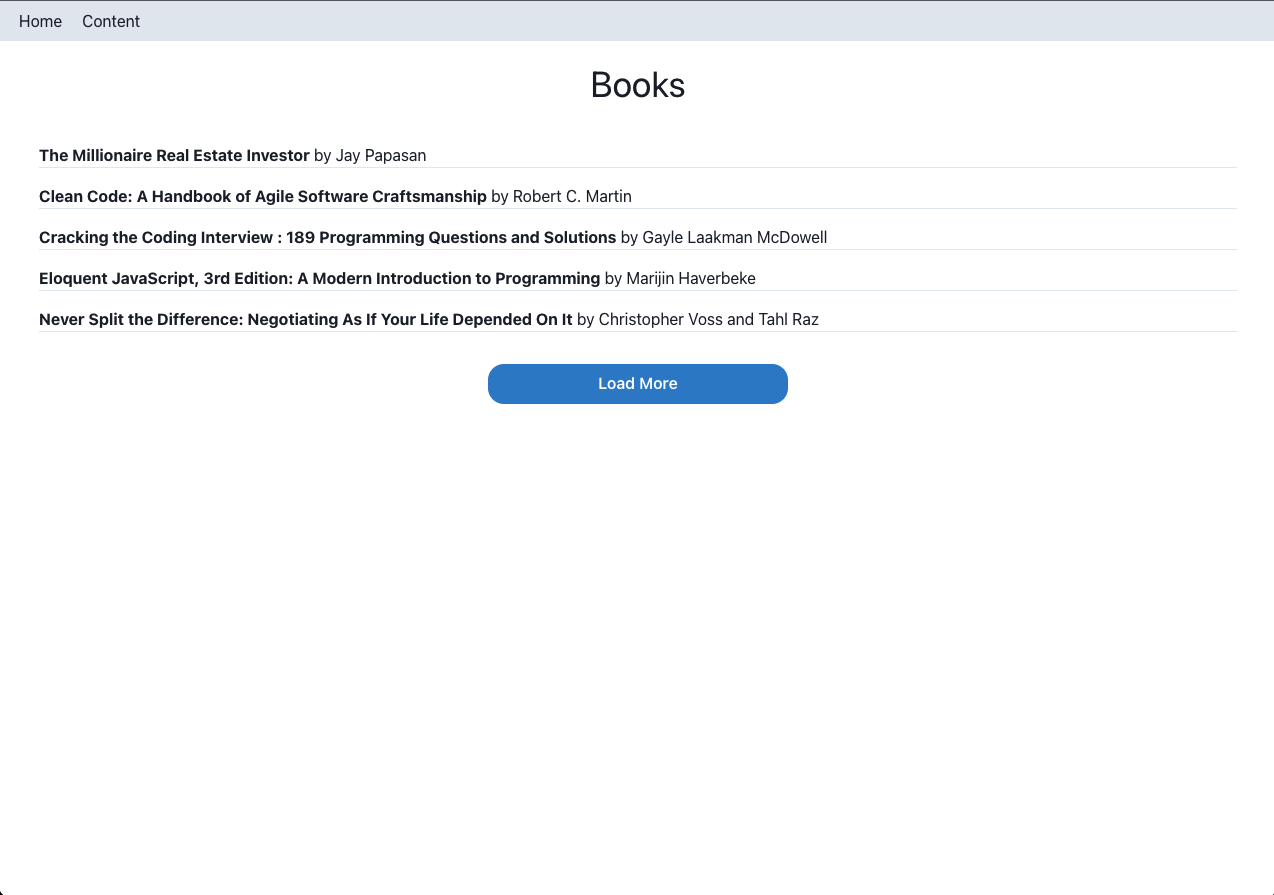 Home Content
Books
The Millionaire Real Estate Investor by Jay Papasan
Clean Code: A Handbook of Agile Software Craftsmanship by Robert C. Martin
Cracking the Coding Interview : 189 Programming Questions and Solutions by Gayle Laakman McDowell
Eloquent JavaScript, 3rd Edition: A Modern Introduction to Programming by Marijin Haverbeke
Never Split the Difference: Negotiating As If Your Life Depended On It by Christopher Voss and Tahl Raz
Load More